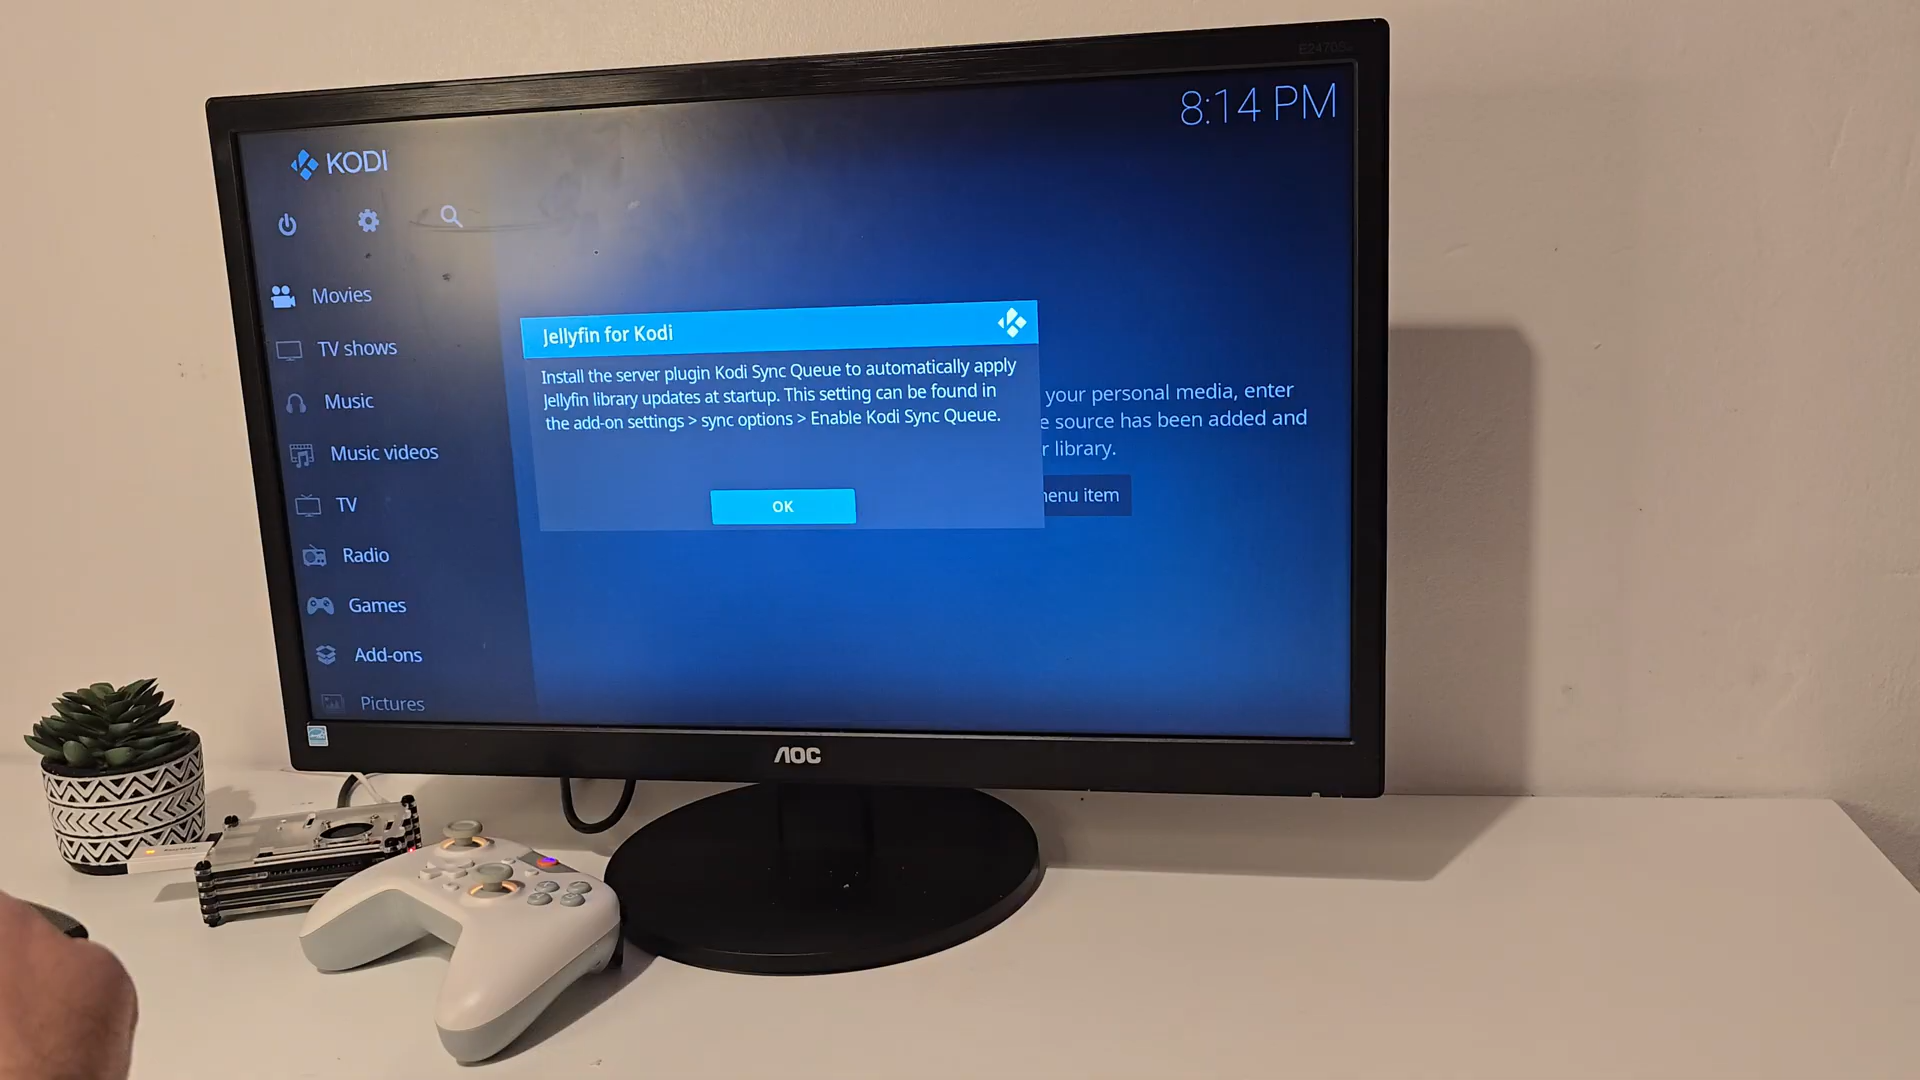 8:14 PM
KODI
Movies
TV shows
Music
Music videos
TV
Radio
Games
Add-ons
Pictures
Jellyfin for Kodi
Install the server plugin Kodi Sync Queue to automatically apply
Jellyfin library updates at startup. This setting can be found in
the add-on settings > sync options > Enable Kodi Sync Queue.
OK
your personal media, enter
e source has been added and
r library.
enu item
AOC